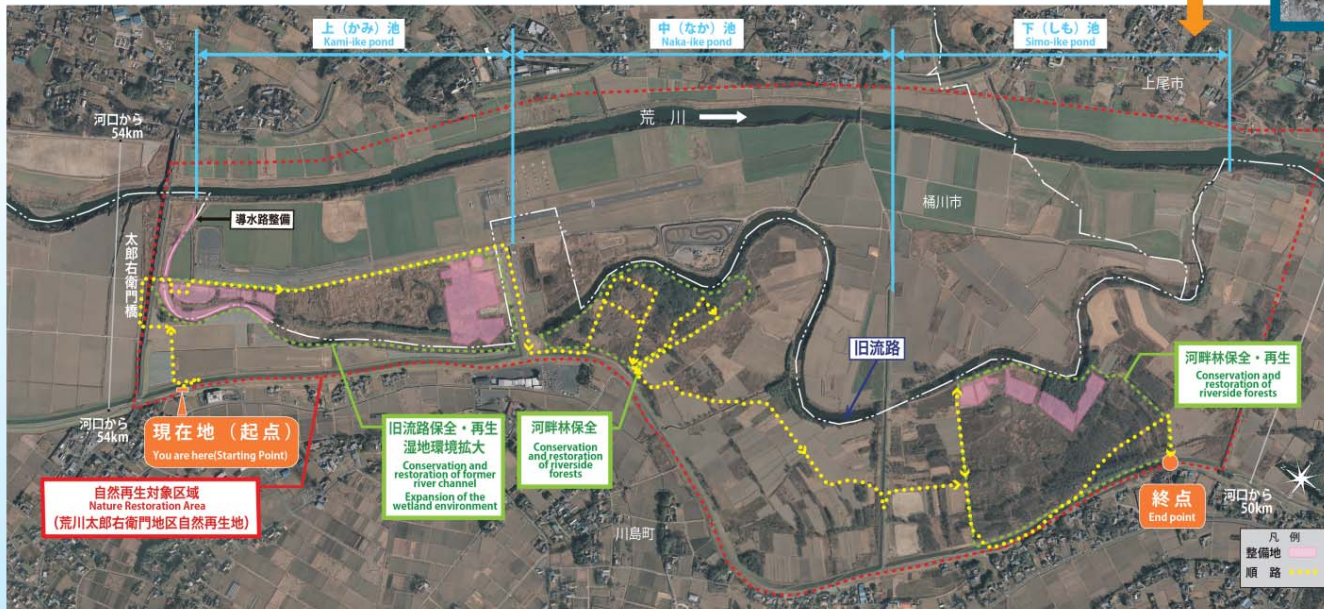 上（かみ）池
Kami-ike pond
中（なか）池
Naka-ike pond
下（しも）池
Simo-ike pond
上尾市
河口から
54km
荒　川
桶川市
導水路整備
太郎右衛門橋
旧流路
河畔林保全・再生
Conservation and
restoration of
riverside forests
河口から
54km
現在地（起点）
You are here(Starting Point)
旧流路保全・再生
湿地環境拡大
Conservation and
restoration of former
river channel
Expansion of the
wetland environment
河畔林保全
Conservation
and restoration
of riverside
forests
自然再生対象区域
Nature Restoration Area
（荒川太郎右衛門地区自然再生地）
川島町
終点
End point
河口から
50km
凡　例
整備地
順　路